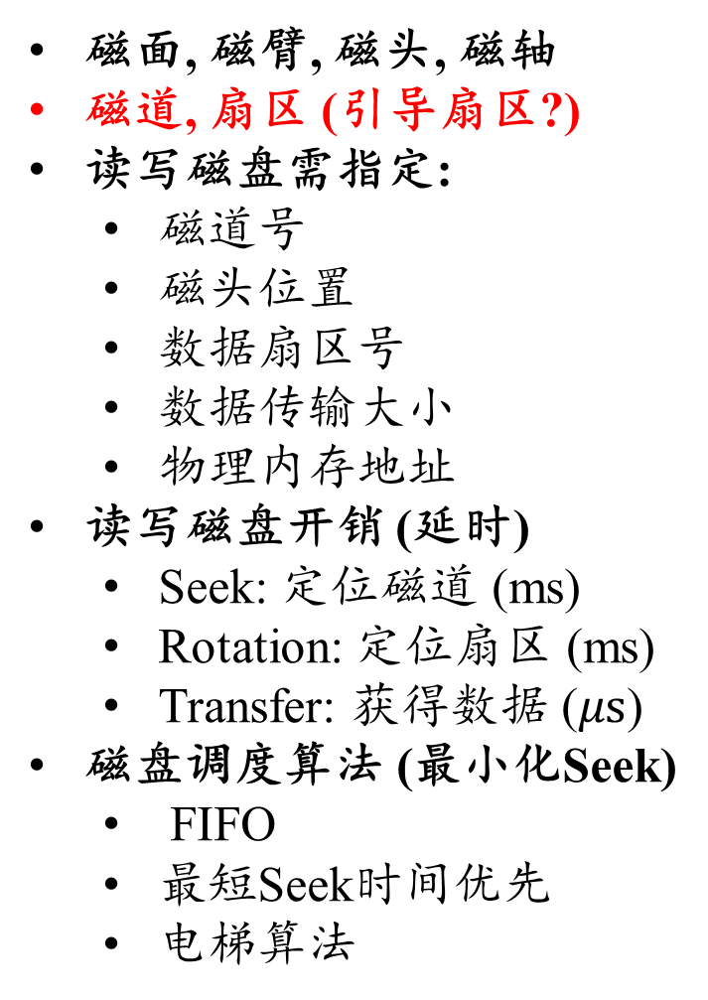 • 磁面, 磁臂, 磁头, 磁轴
• 磁道, 扇区 (引导扇区?)
• 读写磁盘需指定:
• 磁道号
• 磁头位置
• 数据扇区号
• 数据传输大小
• 物理内存地址
• 读写磁盘开销 (延时)
• Seek: 定位磁道 (ms)
• Rotation: 定位扇区 (ms)
• Transfer: 获得数据 (μs)
• 磁盘调度算法 (最小化Seek)
• FIFO
• 最短Seek时间优先
• 电梯算法